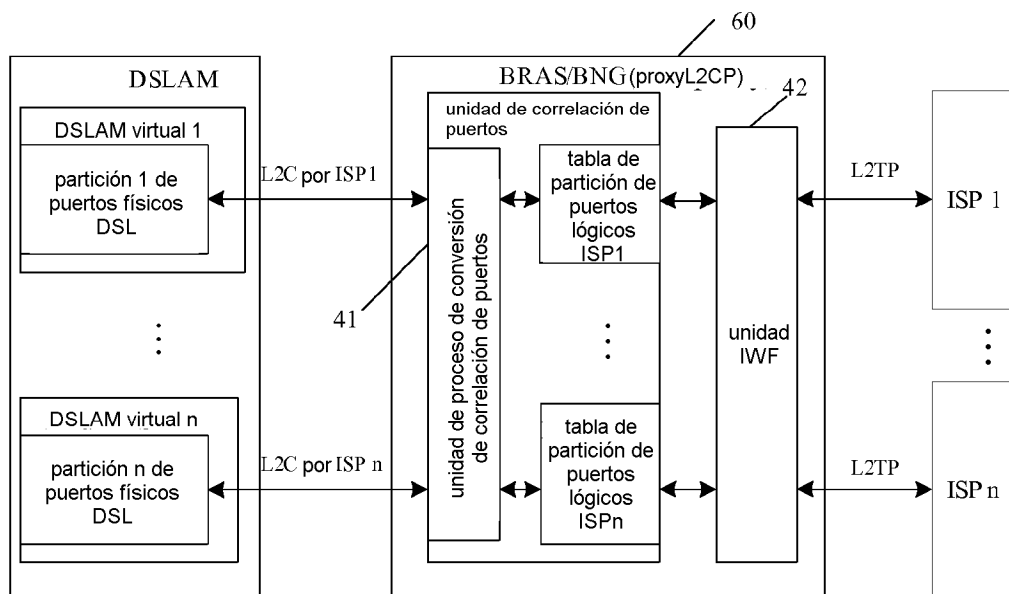 60
DSLAM
BRAS/BNG(proxyL2CP)
42
unidad de correlación de
puertos
DSLAM virtual 1
partición 1 de
puertos físicos
DSL
L2C por ISP1
tabla de
partición de
puertos
lógicos
ISP1
L2TP
ISP 1
41
unidad de proceso de conversión
de correlación de puertos
unidad
IWF
DSLAM virtual n
partición n de
puertos físicos
DSL
L2C por ISP n
tabla de
partición de
puertos
lógicos
ISPn
L2TP
ISP n